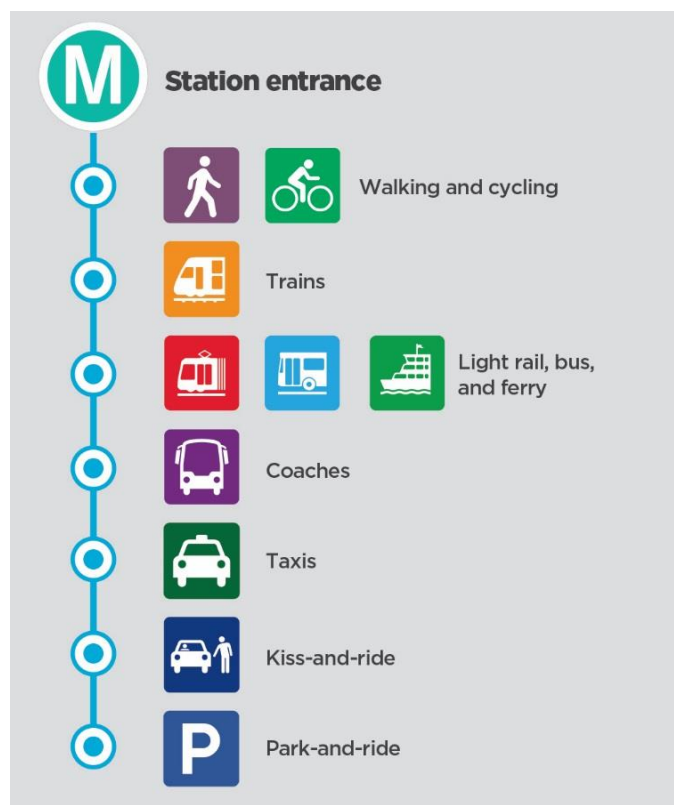 M
Station entrance
Walking and cycling
Trains
Light rail, bus,
and ferry
Coaches
Taxis
Kiss-and-ride
P
Park-and-ride